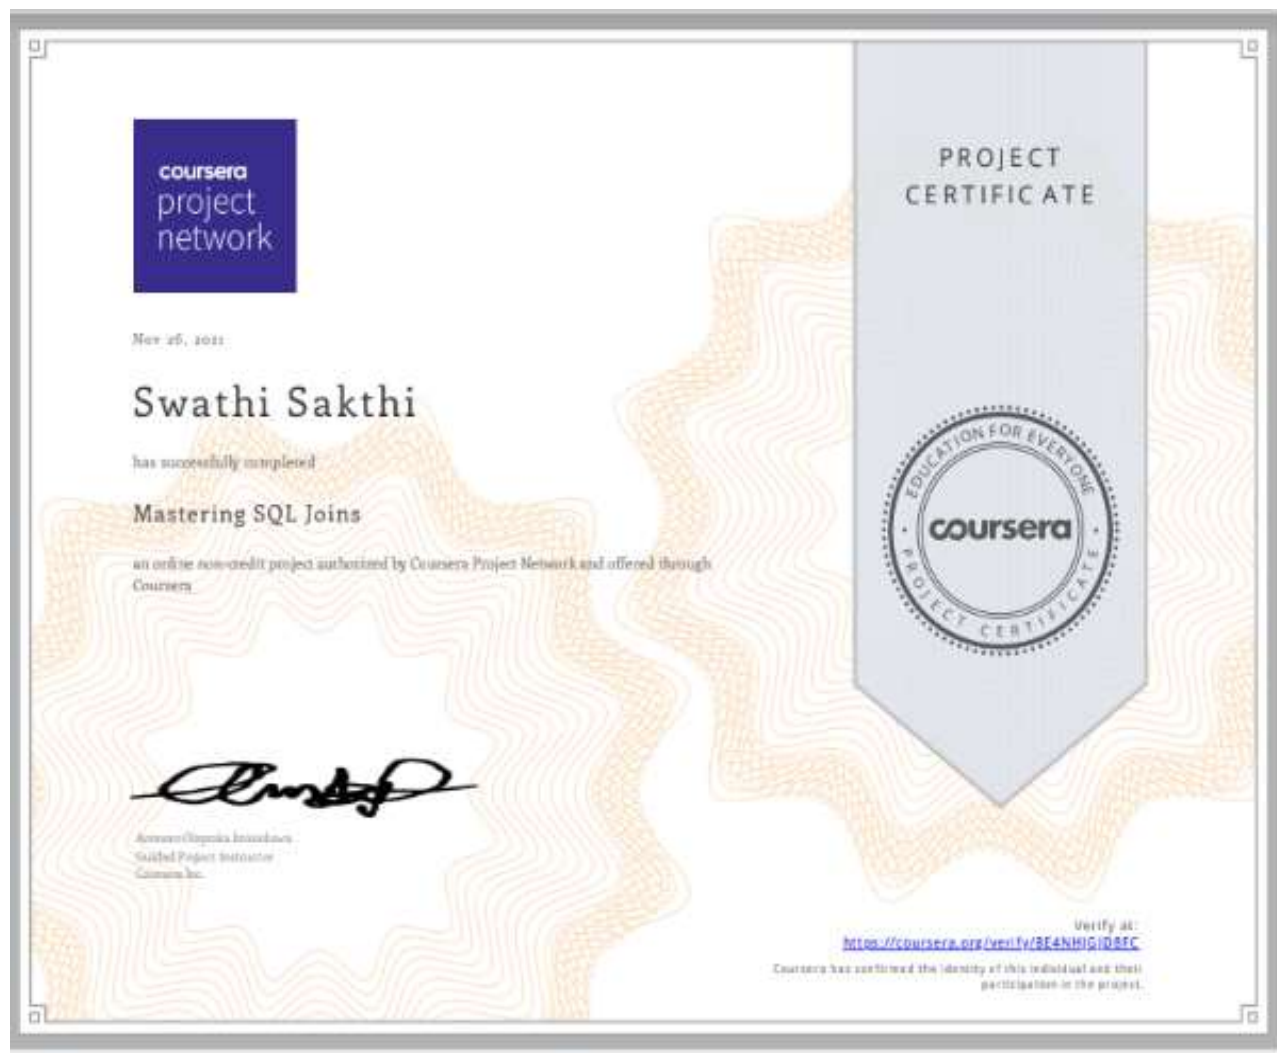 coursera
project
network
PROJECT
CERTIFICATE
Nov 26, 2021
Swathi Sakthi
has successfully completed
Mastering SQL Joins
an online non-credit project authorized by Coursera Project Network and offered through
Coursera
EDUCATION FOR EVERYONE
coursera
PROJECT CERTIFICATE
Guided Project Instructor
Coursera Inc.
Verify at:
https://coursera.org/verify/
Coursera has confirmed the identity of this individual and their
participation in the project.